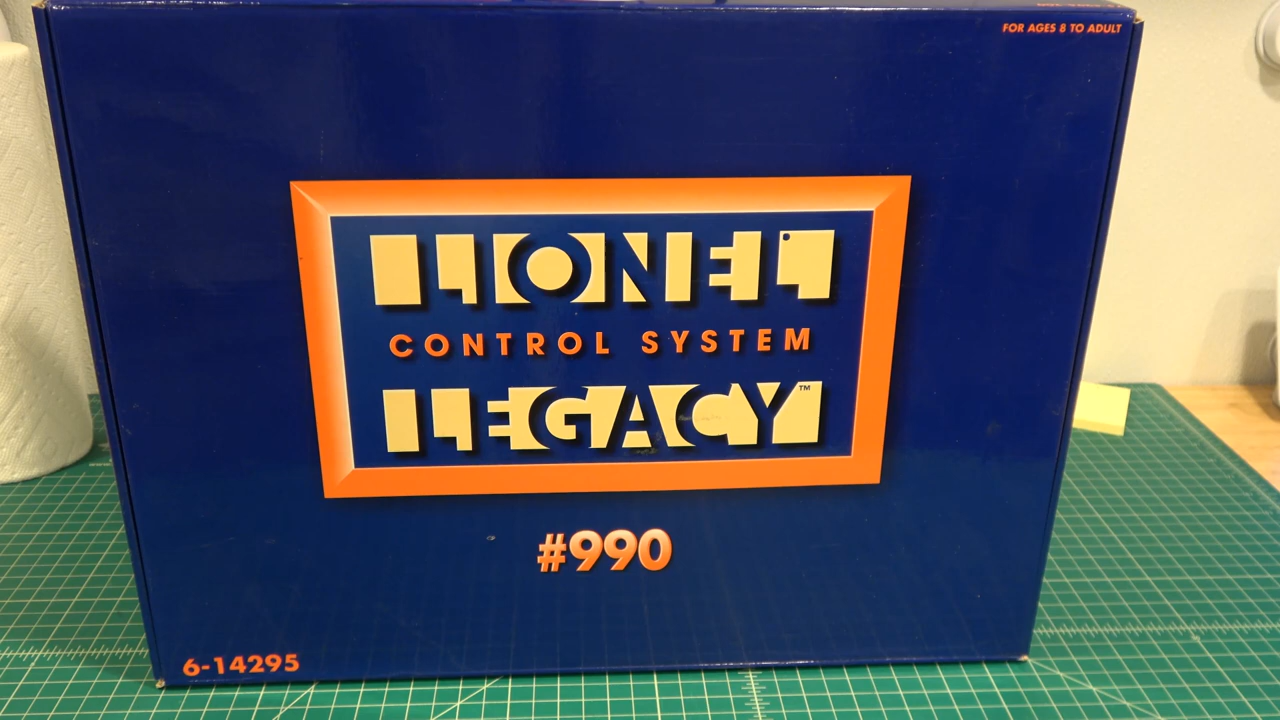 FOR AGES 8 TO ADULT
LIONEL
CONTROL SYSTEM
LEGACY™
#990
6-14295